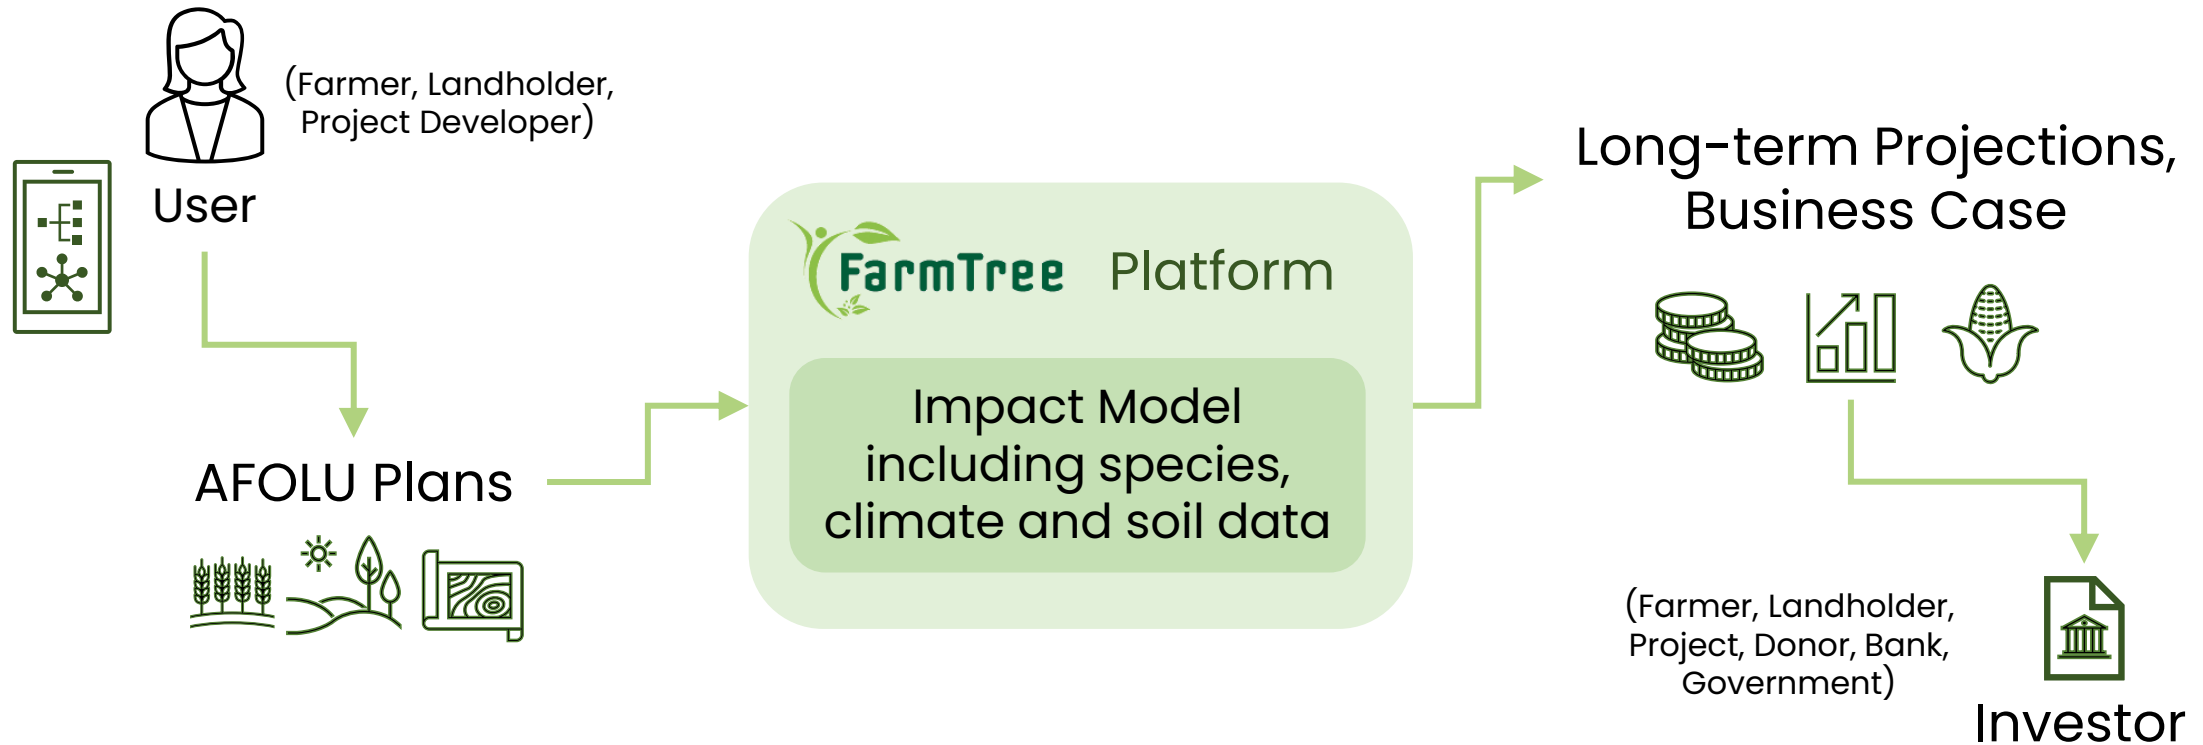 (Farmer, Landholder,
Project Developer)
User
AFOLU Plans
FarmTree Platform
Impact Model
including species,
climate and soil data
Long-term Projections,
Business Case
(Farmer, Landholder,
Project, Donor, Bank,
Government)
Investor